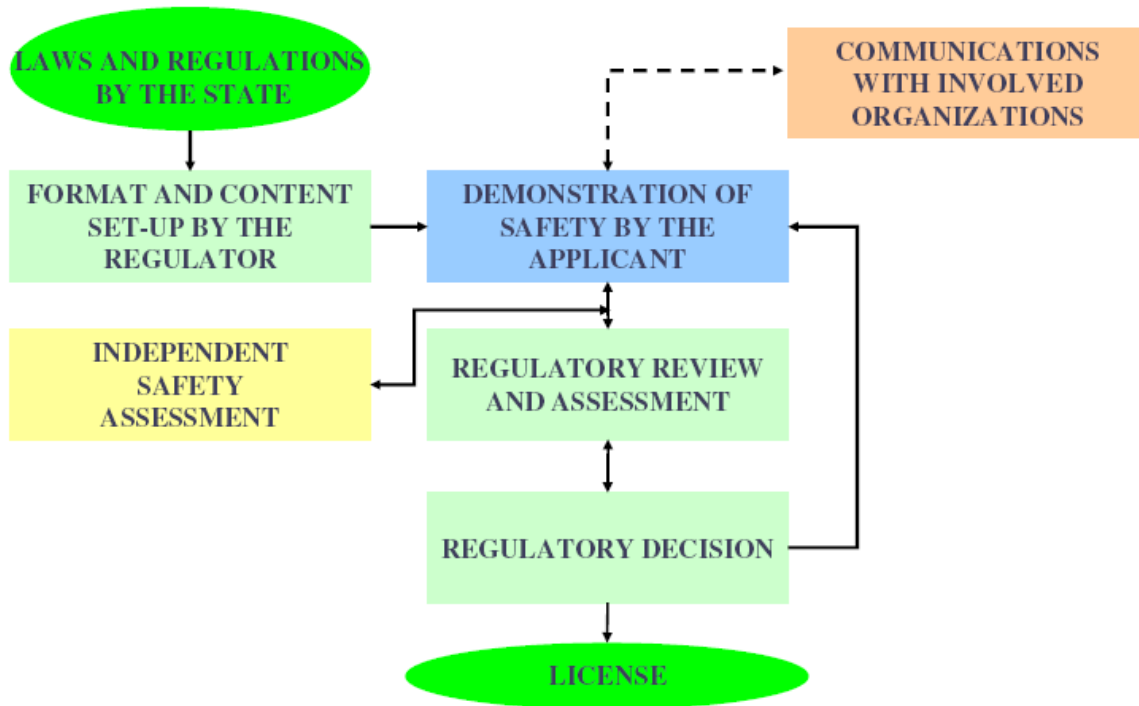 LAWS AND REGULATIONS
BY THE STATE
COMMUNICATIONS
WITH INVOLVED
ORGANIZATIONS
FORMAT AND CONTENT
SET-UP BY THE
REGULATOR
DEMONSTRATION OF
SAFETY BY THE
APPLICANT
INDEPENDENT
SAFETY
ASSESSMENT
REGULATORY REVIEW
AND ASSESSMENT
REGULATORY DECISION
LICENSE